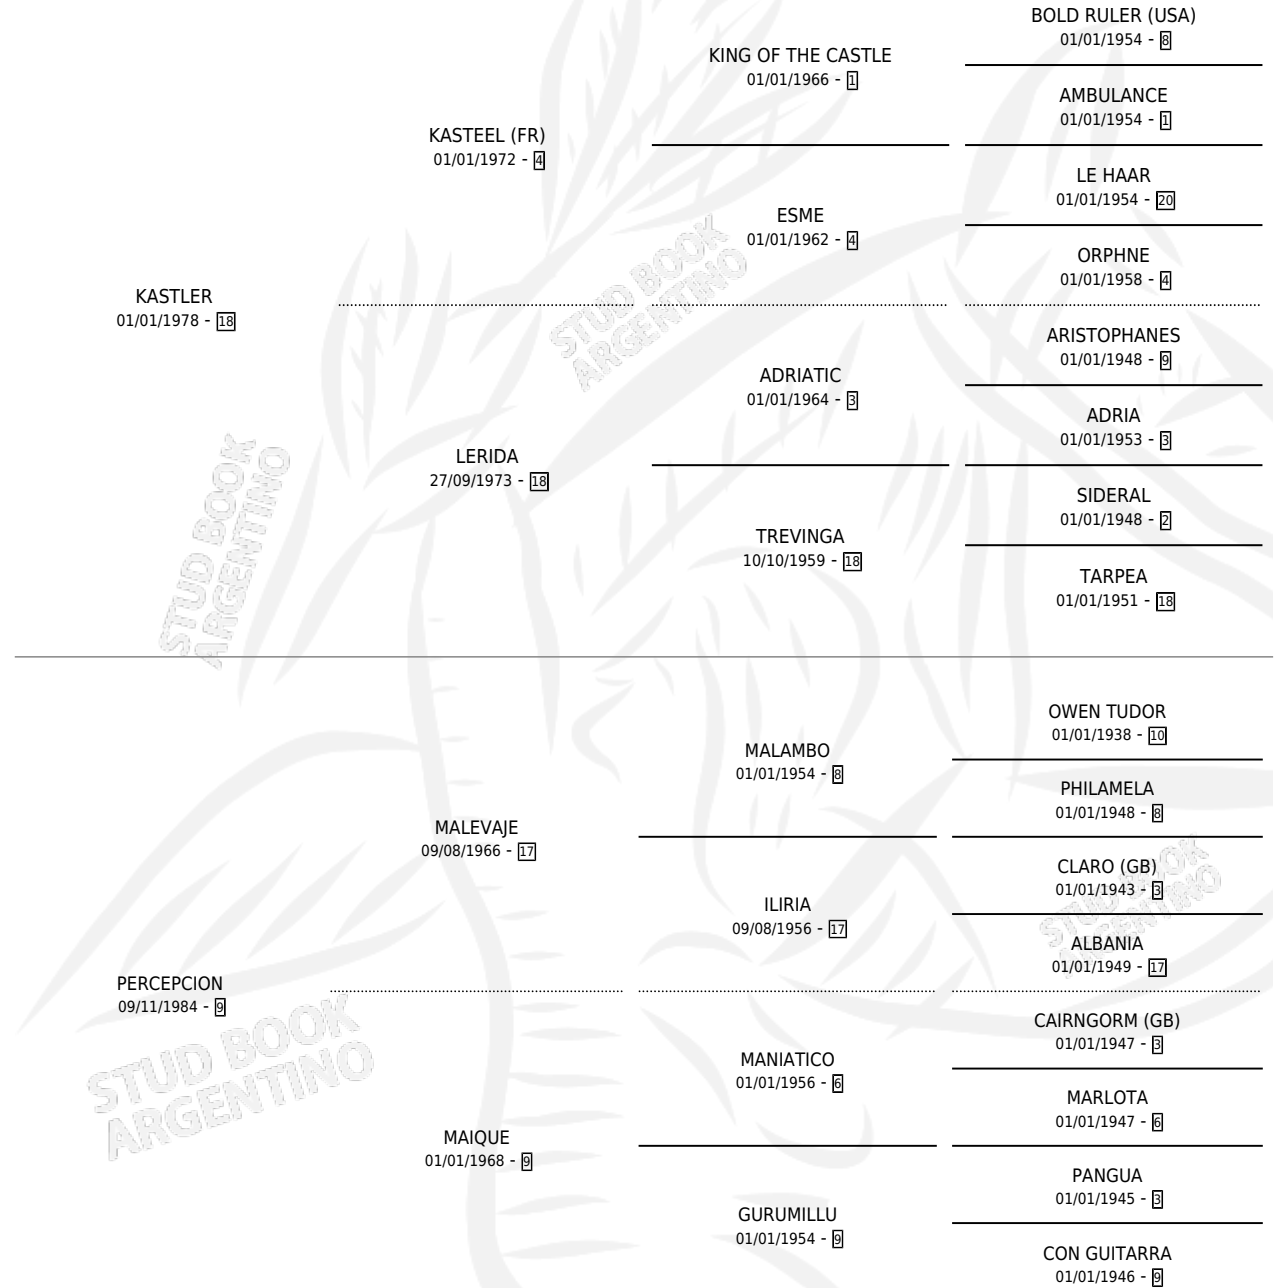 BOLD RULER (USA)
01/01/1954 - 8
KING OF THE CASTLE
01/01/1966 - 1
AMBULANCE
01/01/1954 - 1
KASTEEL (FR)
01/01/1972 - 4
LE HAAR
01/01/1954 - 20
ESME
01/01/1962 - 4
ORPHNE
01/01/1958 - 4
KASTLER
01/01/1978 - 18
ARISTOPHANES
01/01/1948 - 9
ADRIATIC
01/01/1964 - 3
ADRIA
01/01/1953 - 3
LERIDA
27/09/1973 - 18
SIDERAL
01/01/1948 - 2
TREVINGA
10/10/1959 - 18
TARPEA
01/01/1951 - 18
STUD BOOK
ARGENTINO
STUD BOOK
ARGENTINO
OWEN TUDOR
01/01/1938 - 10
MALAMBO
01/01/1954 - 8
PHILAMELA
01/01/1948 - 8
MALEVAJE
09/08/1966 - 17
CLARO (GB)
01/01/1943 - 3
ILIRIA
09/08/1956 - 17
ALBANIA
01/01/1949 - 17
PERCEPCION
09/11/1984 - 9
CAIRNGORM (GB)
01/01/1947 - 3
MANIATICO
01/01/1956 - 6
MARLOTA
01/01/1947 - 6
MAIQUE
01/01/1968 - 9
PANGUA
01/01/1945 - 3
GURUMILLU
01/01/1954 - 9
CON GUITARRA
01/01/1946 - 9
STUD BOOK
ARGENTINO
STUD BOOK
ARGENTINO